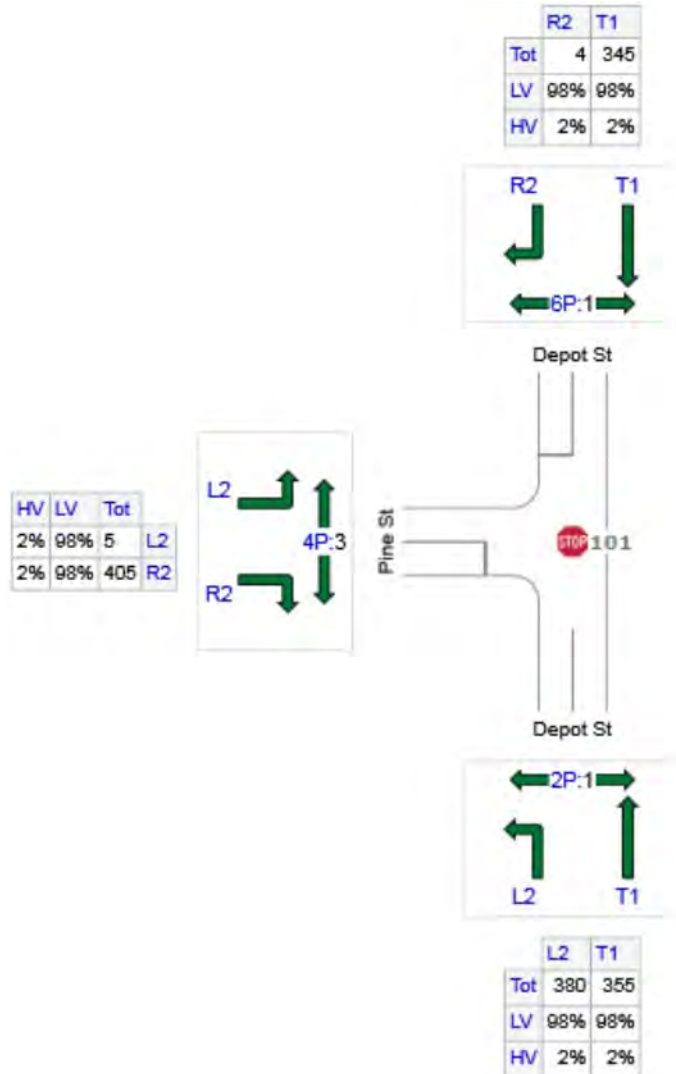 R2 T1
Tot 4 345
LV 98% 98%
HV 2% 2%
R2 T1
6P:1
Depot St
HV LV Tot
2% 98% 5 L2
2% 98% 405 R2
L2
4P:3
R2
Pine St
STOP 101
Depot St
2P:1
L2 T1
L2 T1
Tot 380 355
LV 98% 98%
HV 2% 2%